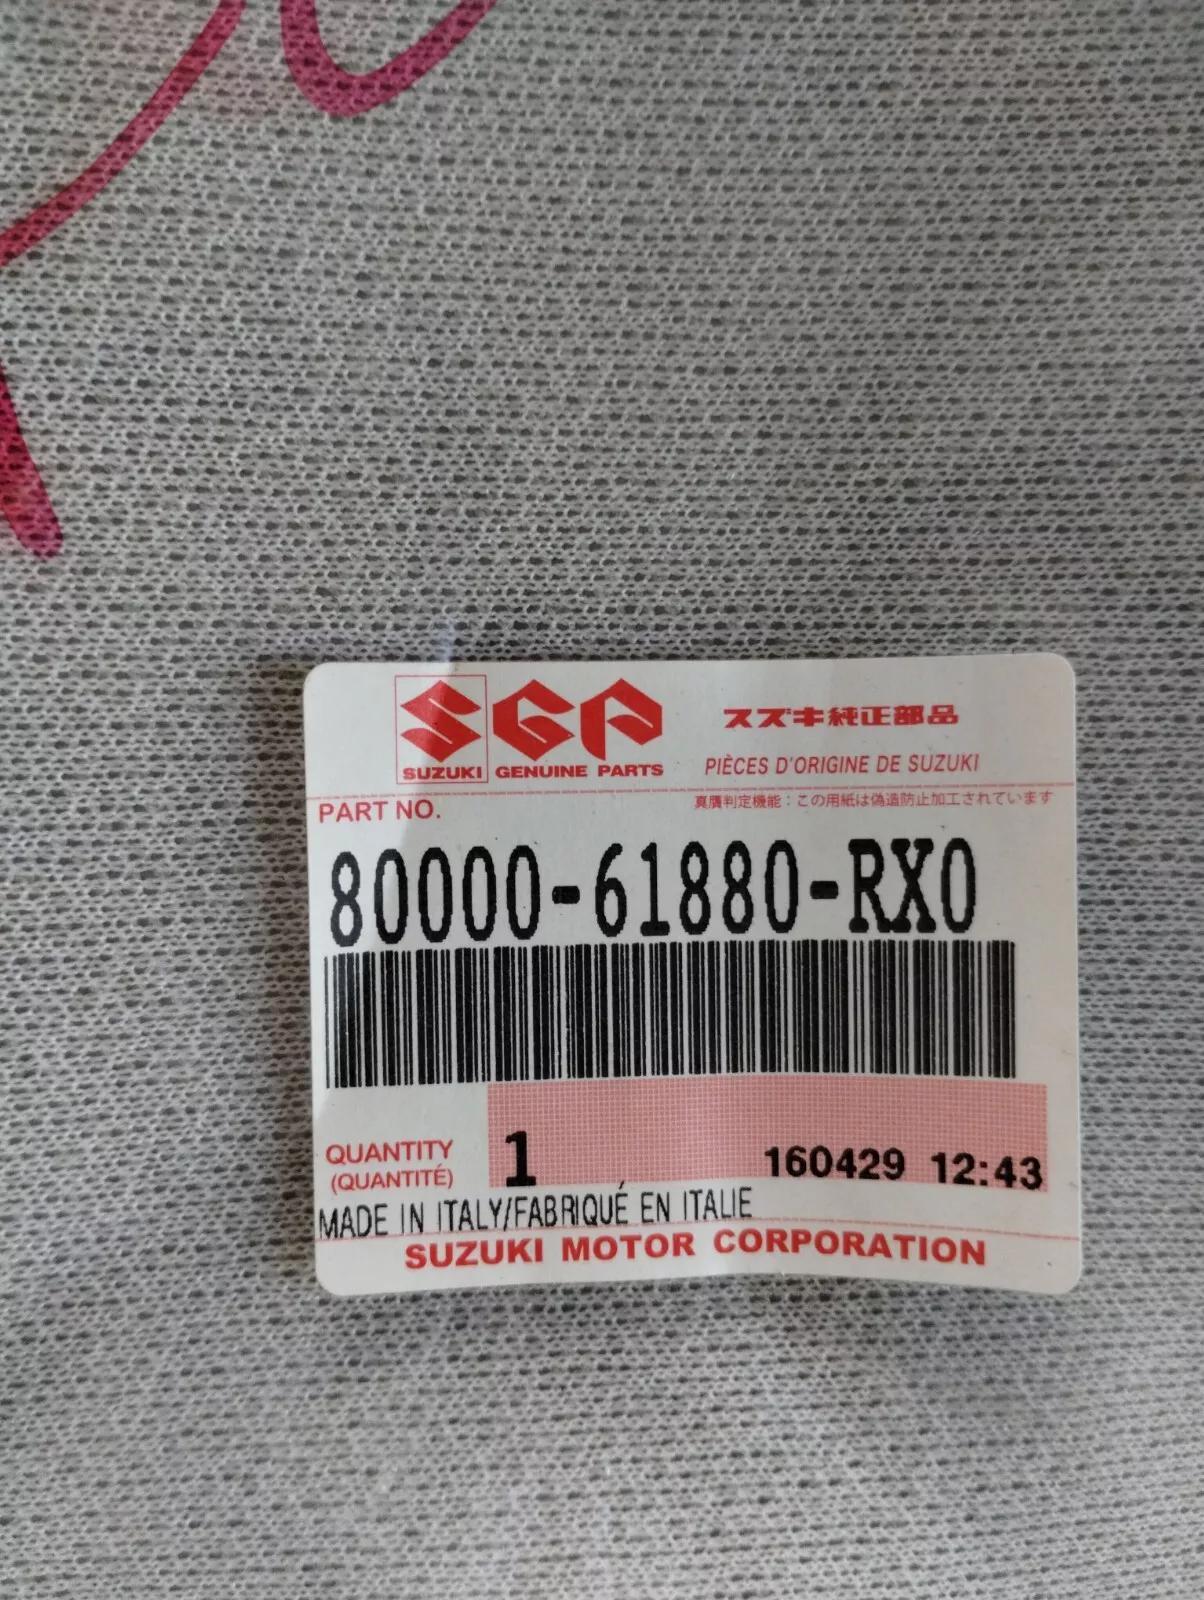 SGP
スズキ純正部品
SUZUKI GENUINE PARTS
PIÈCES D'ORIGINE DE SUZUKI
PART NO.
真贋判定機能:この用紙は偽造防止加工されています
80000-61880-RX0
QUANTITY 1 160429 12:43
(QUANTITÉ)
MADE IN ITALY/FABRIQUÉ EN ITALIE
SUZUKI MOTOR CORPORATION